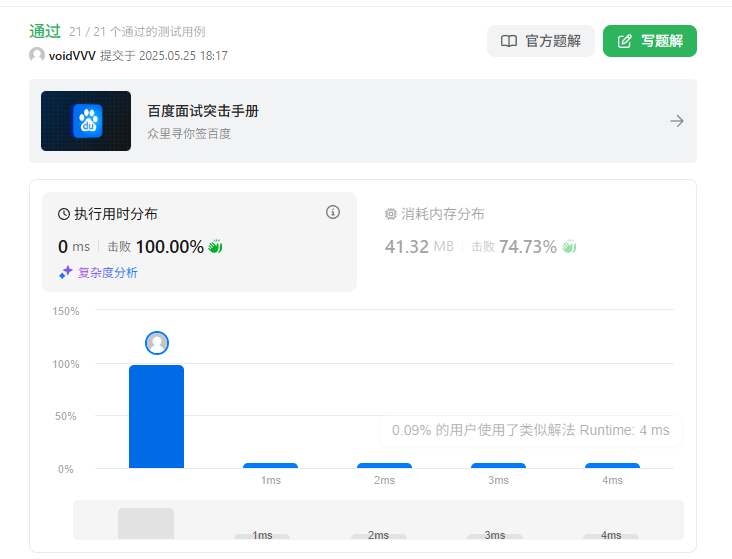 通过 21 / 21 个通过的测试用例
voidVVV 提交于 2025.05.25 18:17
官方题解
写题解
du
百度面试突击手册
众里寻你签百度
执行用时分布
0 ms 击败 100.00%
复杂度分析
消耗内存分布
41.32 MB 击败 74.73%
150%
100%
50%
0%
0.09% 的用户使用了类似解法 Runtime: 4 ms
1ms 2ms 3ms 4ms
1ms 2ms 3ms 4ms